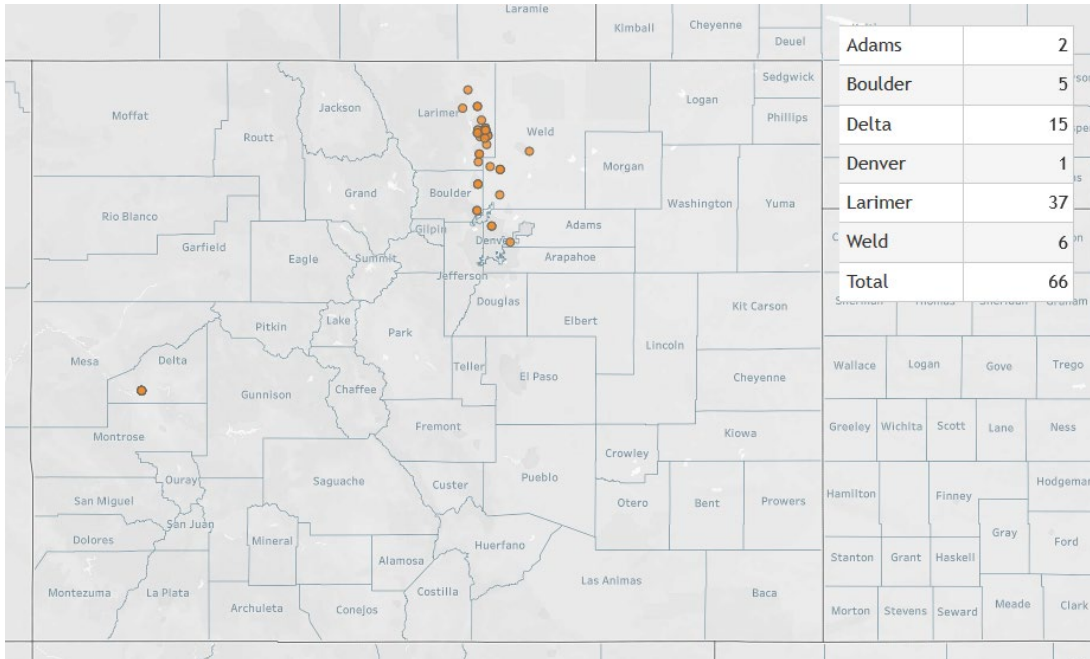 Laramie
Kimball
Cheyenne
Deuel
Adams 2
Boulder 5
Delta 15
Denver 1
Larimer 37
Weld 6
Total 66
Moffat
Routt
Jackson
Larimer
Weld
Logan
Sedgwick
Phillips
Morgan
Grand
Boulder
Washington
Yuma
Rio Blanco
Garfield
Gilpin
Adams
Denver
Eagle
Summit
Arapahoe
Jefferson
Douglas
Kit Carson
Elbert
Pitkin
Lake
Park
Lincoln
Mesa
Delta
Teller
El Paso
Cheyenne
Gunnison
Chaffee
Wallace
Logan
Gove
Trego
Montrose
Fremont
Kiowa
Crowley
Greeley
Wichita
Scott
Lane
Ness
Ouray
Saguache
Custer
Pueblo
Otero
Bent
Prowers
Hamilton
Finney
Hodgeman
San Miguel
San Juan
Dolores
Mineral
Alamosa
Huerfano
Gray
Ford
Stanton
Grant
Haskell
Montezuma
La Plata
Archuleta
Conejos
Costilla
Las Animas
Baca
Morton
Stevens
Seward
Meade
Clark